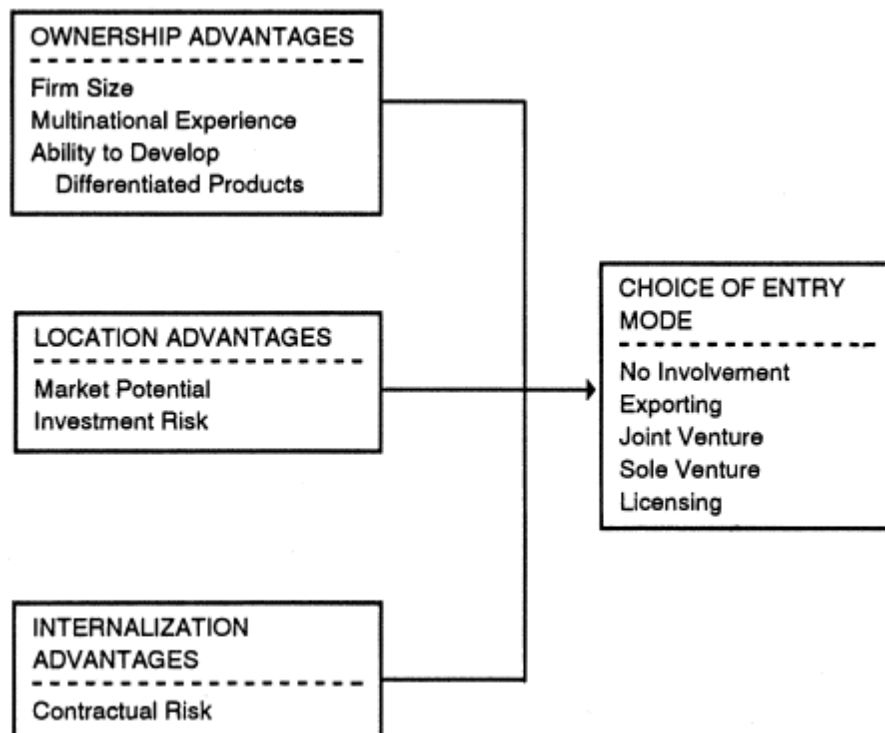 OWNERSHIP ADVANTAGES
Firm Size
Multinational Experience
Ability to Develop
Differentiated Products
LOCATION ADVANTAGES
Market Potential
Investment Risk
INTERNALIZATION
ADVANTAGES
Contractual Risk
CHOICE OF ENTRY
MODE
No Involvement
Exporting
Joint Venture
Sole Venture
Licensing